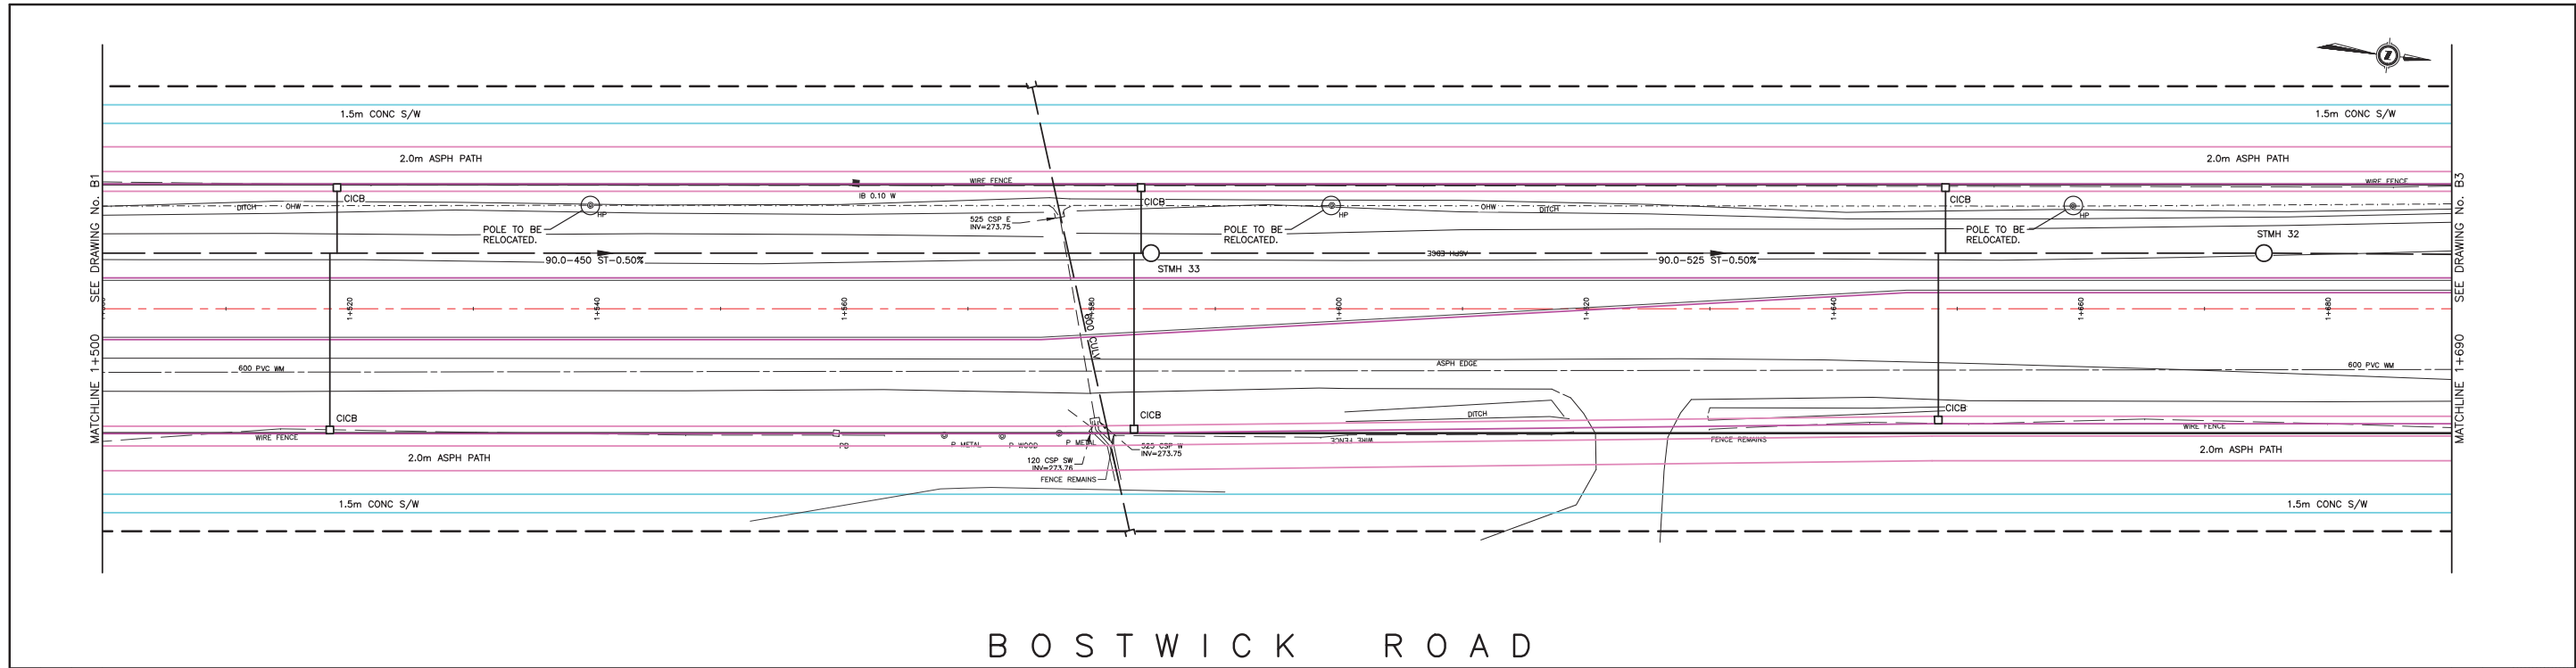 1.5m CONC S/W
1.5m CONC S/W
2.0m ASPH PATH
2.0m ASPH PATH
MATCHLINE 1+500 SEE DRAWING No. B1
WIRE FENCE
WIRE FENCE
IB 0.10 W
CICB
CICB
CICB
DITCH
OHW
HP
525 CSP E
INV=273.75
HP
OHW
DITCH
HP
POLE TO BE
RELOCATED.
POLE TO BE
RELOCATED.
POLE TO BE
RELOCATED.
STMH 32
90.0-450 ST-0.50%
STMH 33
ASPH EDGE
90.0-525 ST-0.50%
1+520
1+540
1+560
1+600
1+620
1+640
1+660
1+680
CULV
600 PVC WM
ASPH EDGE
600 PVC WM
CICB
CICB
CICB
DITCH
WIRE FENCE
PB
P METAL
P WOOD
P METAL
525 CSP W
INV=273.75
WIRE FENCE
FENCE REMAINS
WIRE FENCE
2.0m ASPH PATH
120 CSP SW
INV=273.76
FENCE REMAINS
2.0m ASPH PATH
1.5m CONC S/W
1.5m CONC S/W
MATCHLINE 1+690 SEE DRAWING No. B3
BOSTWICK ROAD